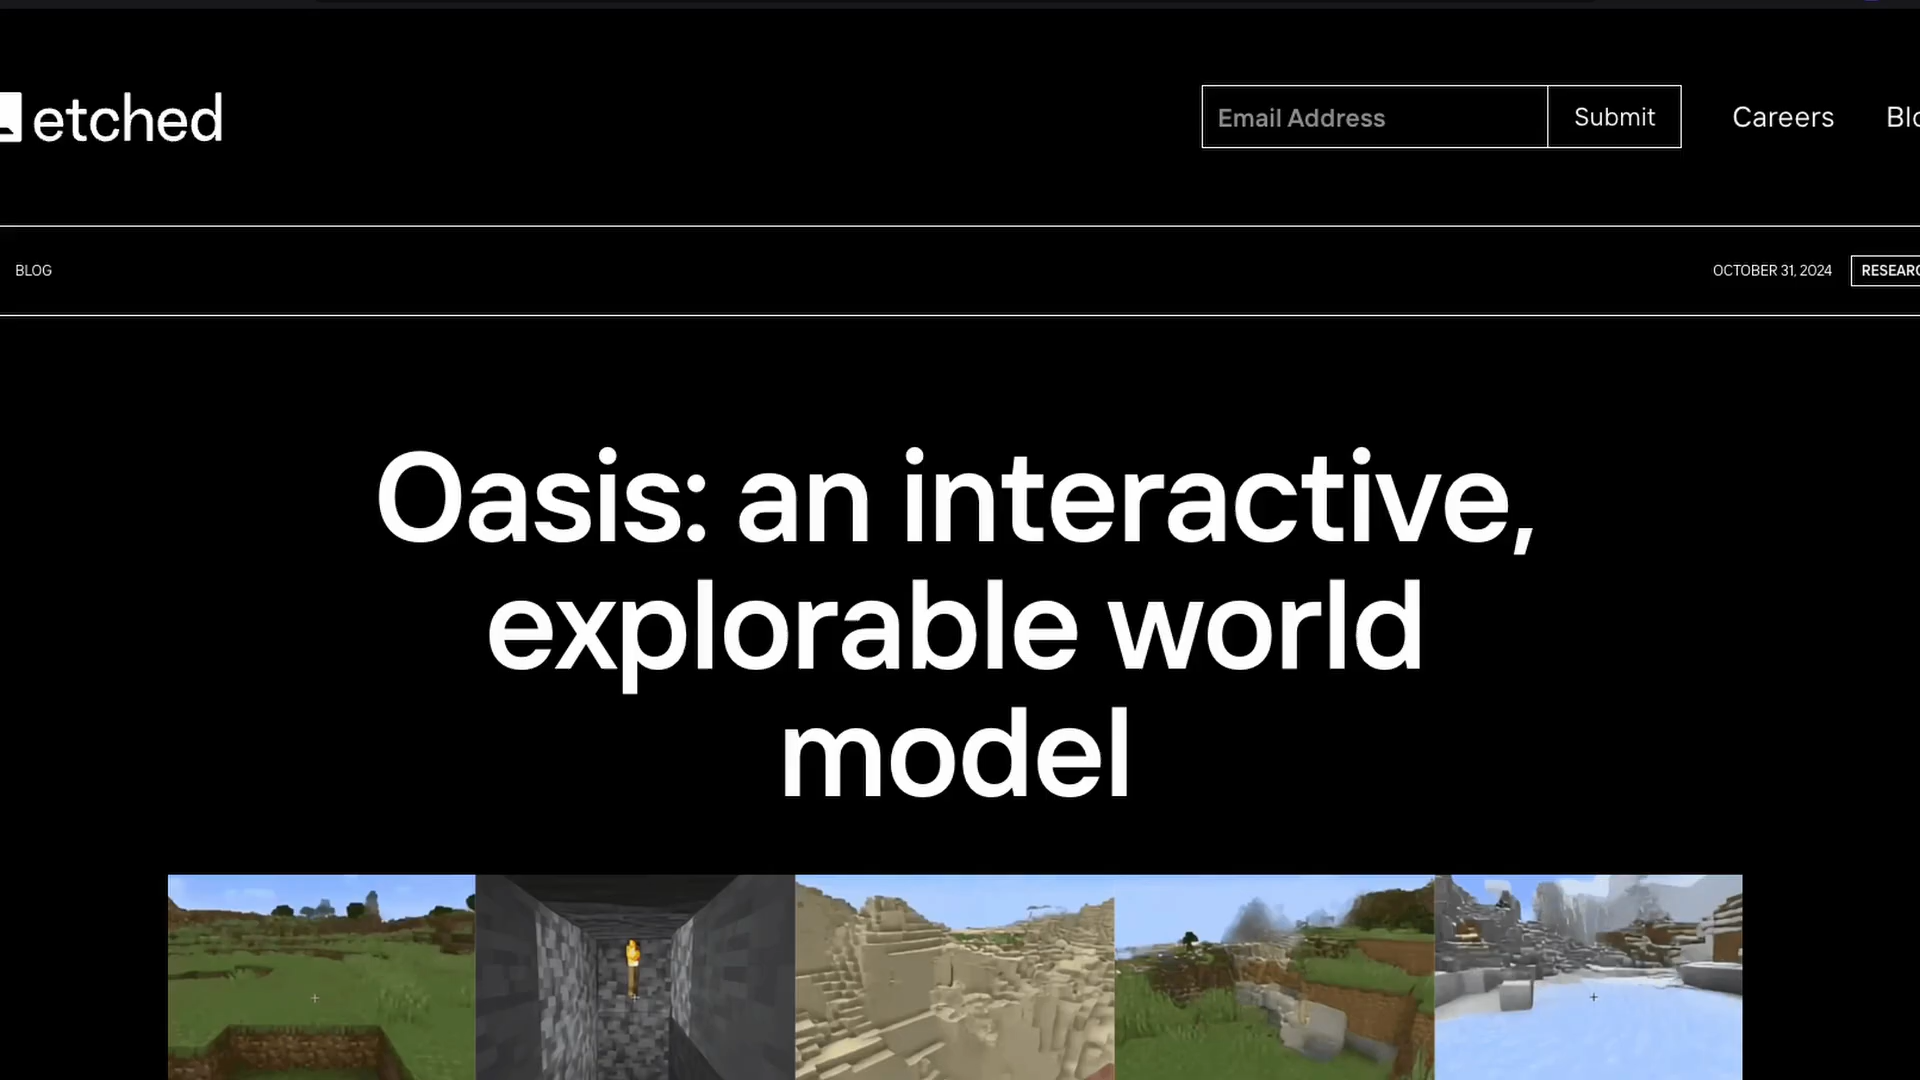 etched
Email Address
Submit
Careers
BLOG
OCTOBER 31, 2024
Oasis: an interactive,
explorable world
model